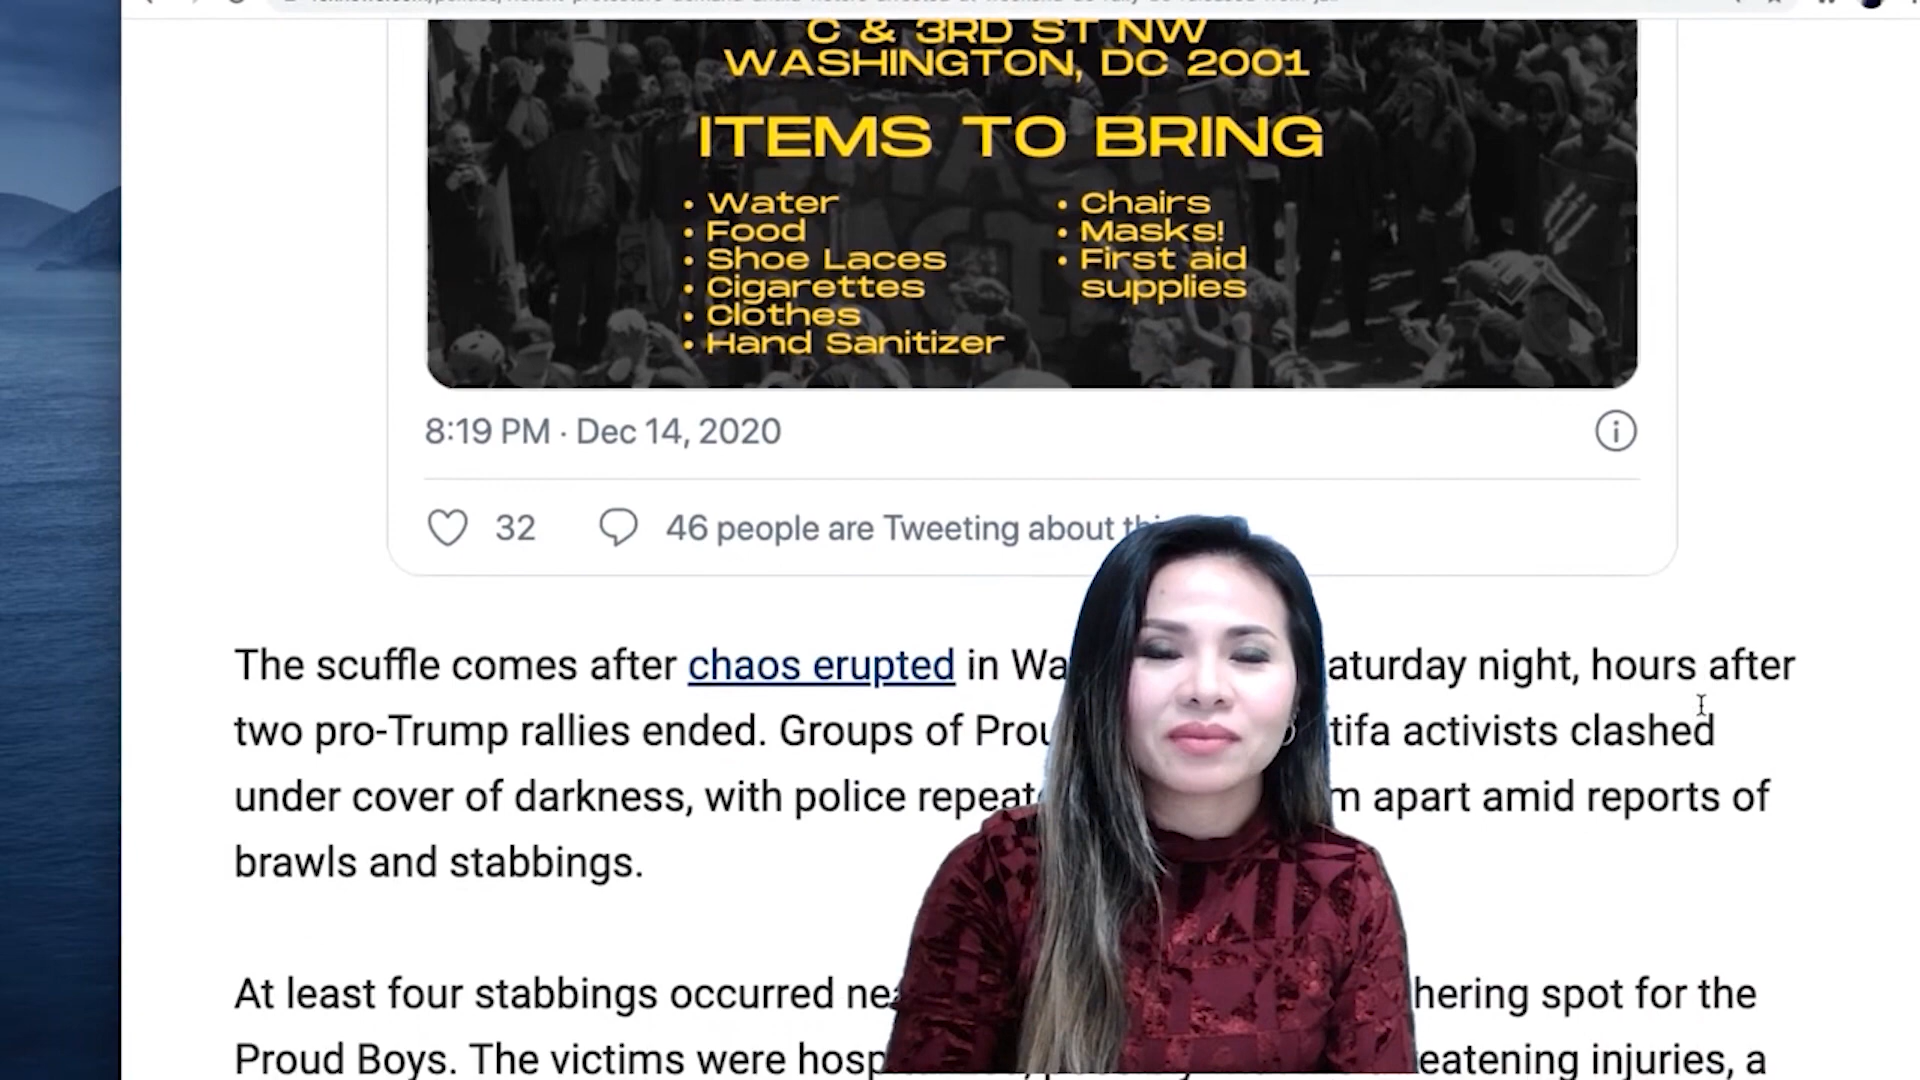 C & 3RD ST NW
WASHINGTON, DC 2001
ITEMS TO BRING
• Water
• Food
• Shoe Laces
• Cigarettes
• Clothes
• Hand Sanitizer
• Chairs
• Masks!
• First aid
supplies
8:19 PM · Dec 14, 2020
32 46 people are Tweeting about
The scuffle comes after chaos erupted in aturday night, hours after
two pro-Trump rallies ended. Groups of tifa activists clashed
under cover of darkness, with police m apart amid reports of
brawls and stabbings.
At least four stabbings occurred hering spot for the
Proud Boys. The victims were eatening injuries, a